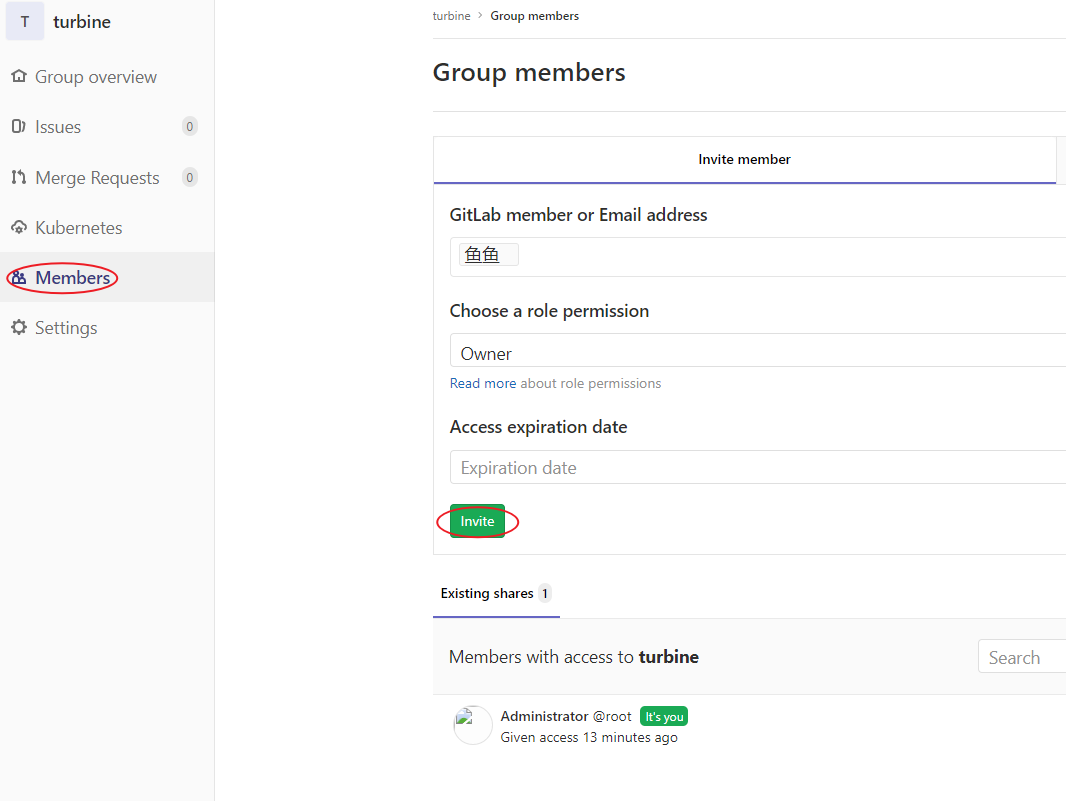 T turbine
Group overview
Issues 0
Merge Requests 0
Kubernetes
Members
Settings
turbine > Group members
Group members
Invite member
GitLab member or Email address
鱼鱼
Choose a role permission
Owner
Read more about role permissions
Access expiration date
Expiration date
Invite
Existing shares 1
Members with access to turbine
Search
Administrator @root It's you
Given access 13 minutes ago